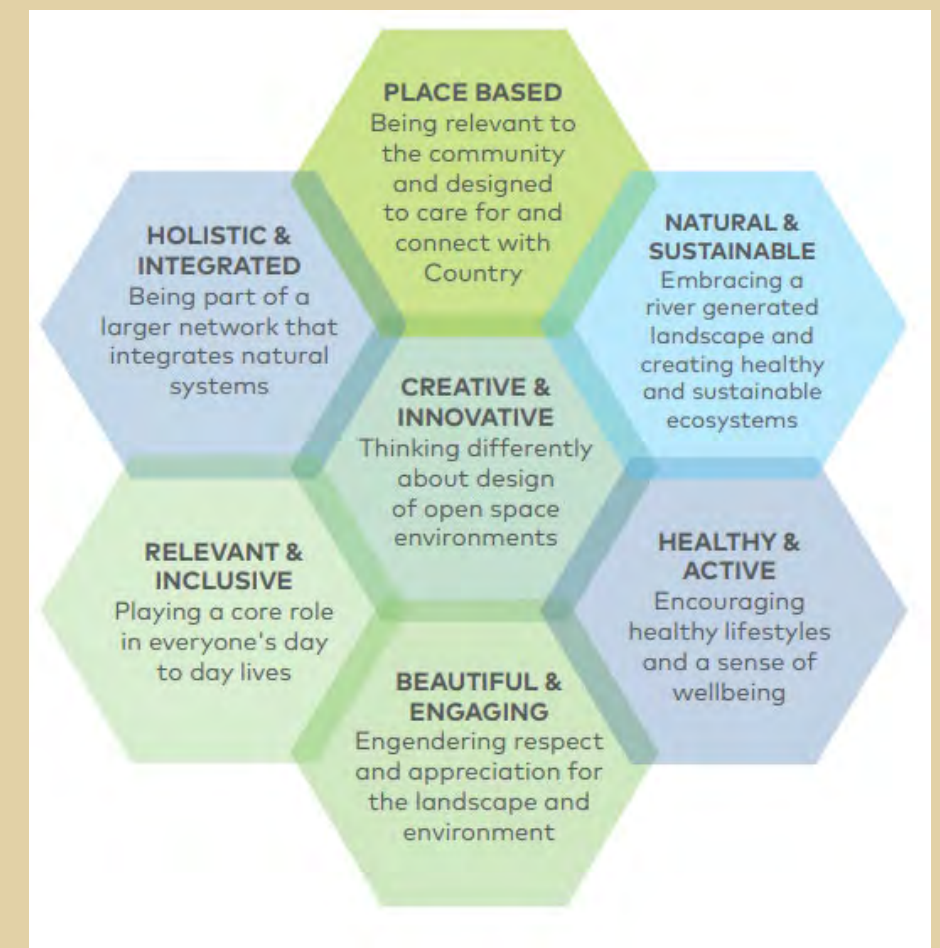 PLACE BASED
Being relevant to
the community
and designed
to care for and
connect with
Country
HOLISTIC &
INTEGRATED
Being part of a
larger network that
integrates natural
systems
NATURAL &
SUSTAINABLE
Embracing a
river generated
landscape and
creating healthy
and sustainable
ecosystems
CREATIVE &
INNOVATIVE
Thinking differently
about design
of open space
environments
RELEVANT &
INCLUSIVE
Playing a core role
in everyone's day
to day lives
HEALTHY &
ACTIVE
Encouraging
healthy lifestyles
and a sense of
wellbeing
BEAUTIFUL &
ENGAGING
Engendering respect
and appreciation for
the landscape and
environment